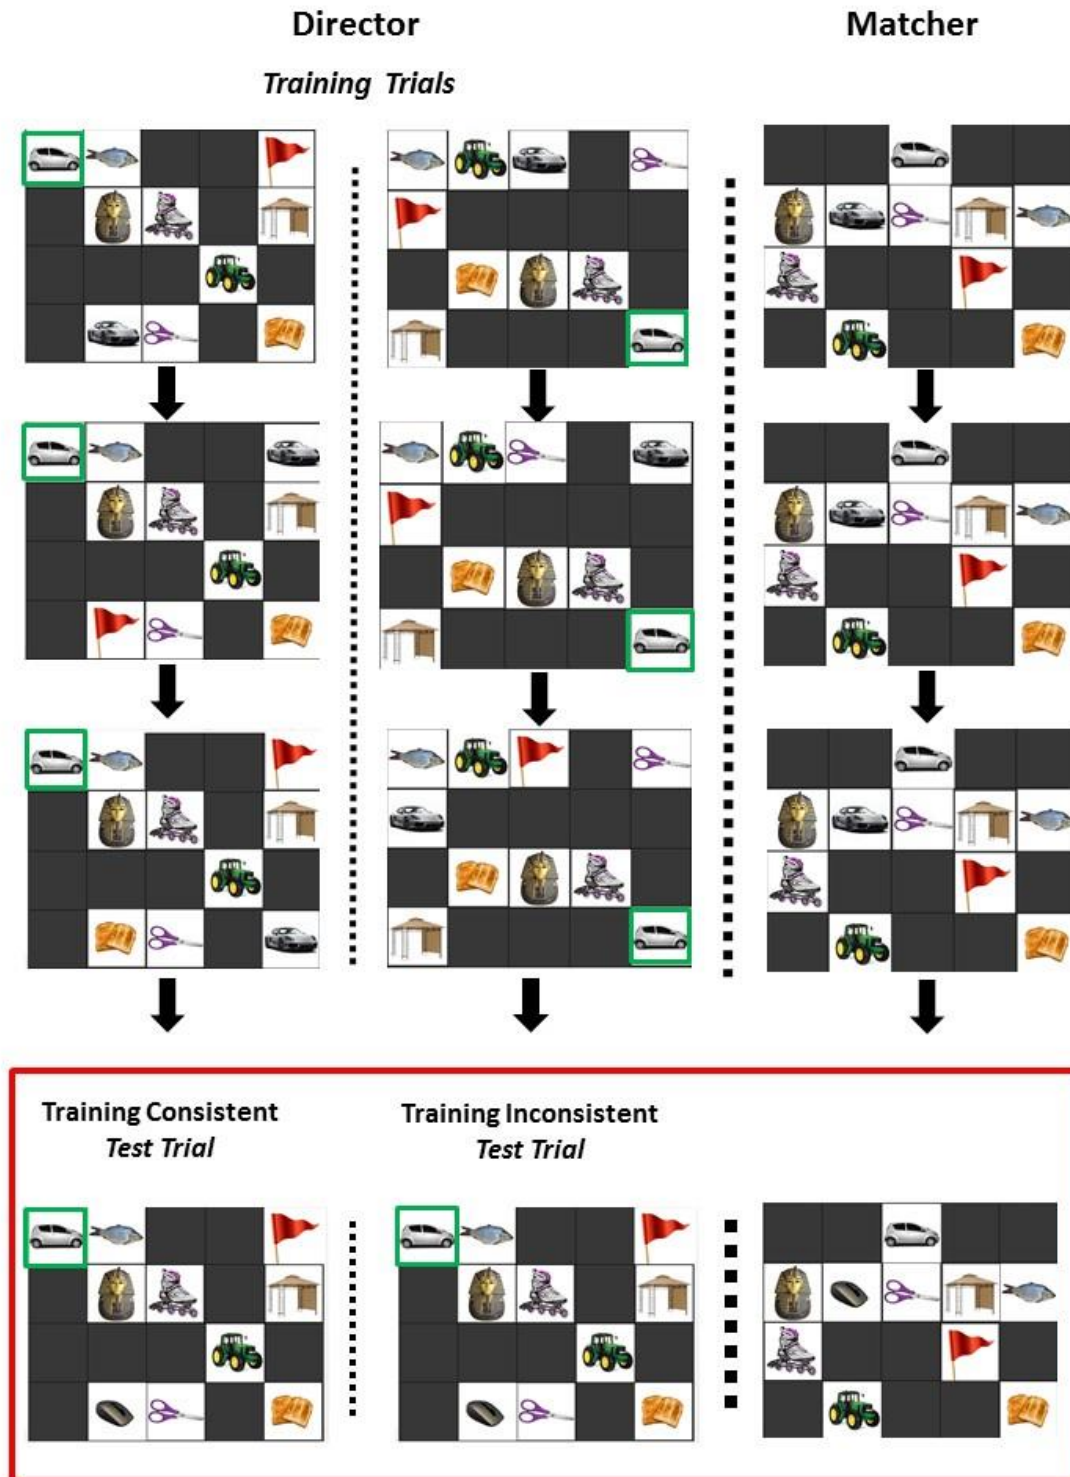 Director
Matcher
Training Trials
Training Consistent
Test Trial
Training Inconsistent
Test Trial